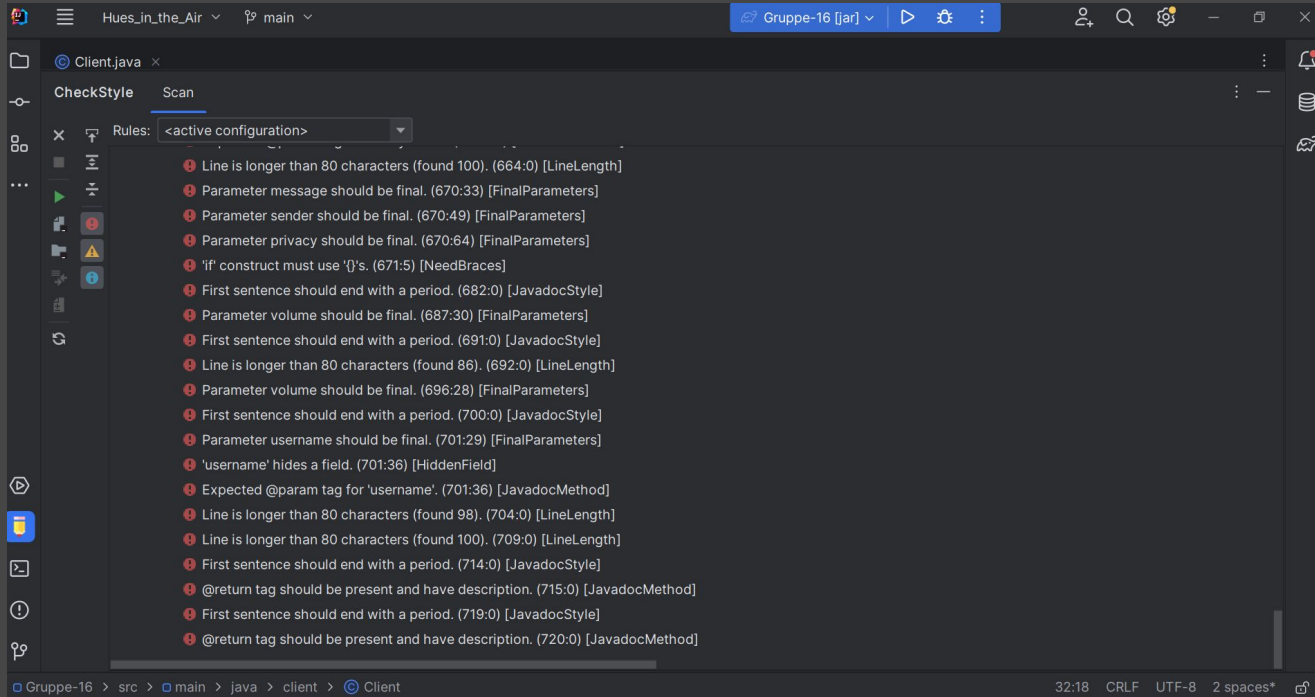 Hues_in_the_Air main Gruppe-16 [jar]
Client.java
CheckStyle Scan
Rules: <active configuration>
Line is longer than 80 characters (found 100). (664:0) [LineLength]
Parameter message should be final. (670:33) [FinalParameters]
Parameter sender should be final. (670:49) [FinalParameters]
Parameter privacy should be final. (670:64) [FinalParameters]
'if' construct must use '{}'s. (671:5) [NeedBraces]
First sentence should end with a period. (682:0) [JavadocStyle]
Parameter volume should be final. (687:30) [FinalParameters]
First sentence should end with a period. (691:0) [JavadocStyle]
Line is longer than 80 characters (found 86). (692:0) [LineLength]
Parameter volume should be final. (696:28) [FinalParameters]
First sentence should end with a period. (700:0) [JavadocStyle]
Parameter username should be final. (701:29) [FinalParameters]
'username' hides a field. (701:36) [HiddenField]
Expected @param tag for 'username'. (701:36) [JavadocMethod]
Line is longer than 80 characters (found 98). (704:0) [LineLength]
Line is longer than 80 characters (found 100). (709:0) [LineLength]
First sentence should end with a period. (714:0) [JavadocStyle]
@return tag should be present and have description. (715:0) [JavadocMethod]
First sentence should end with a period. (719:0) [JavadocStyle]
@return tag should be present and have description. (720:0) [JavadocMethod]
Gruppe-16 > src > main > java > client > Client 32:18 CRLF UTF-8 2 spaces*